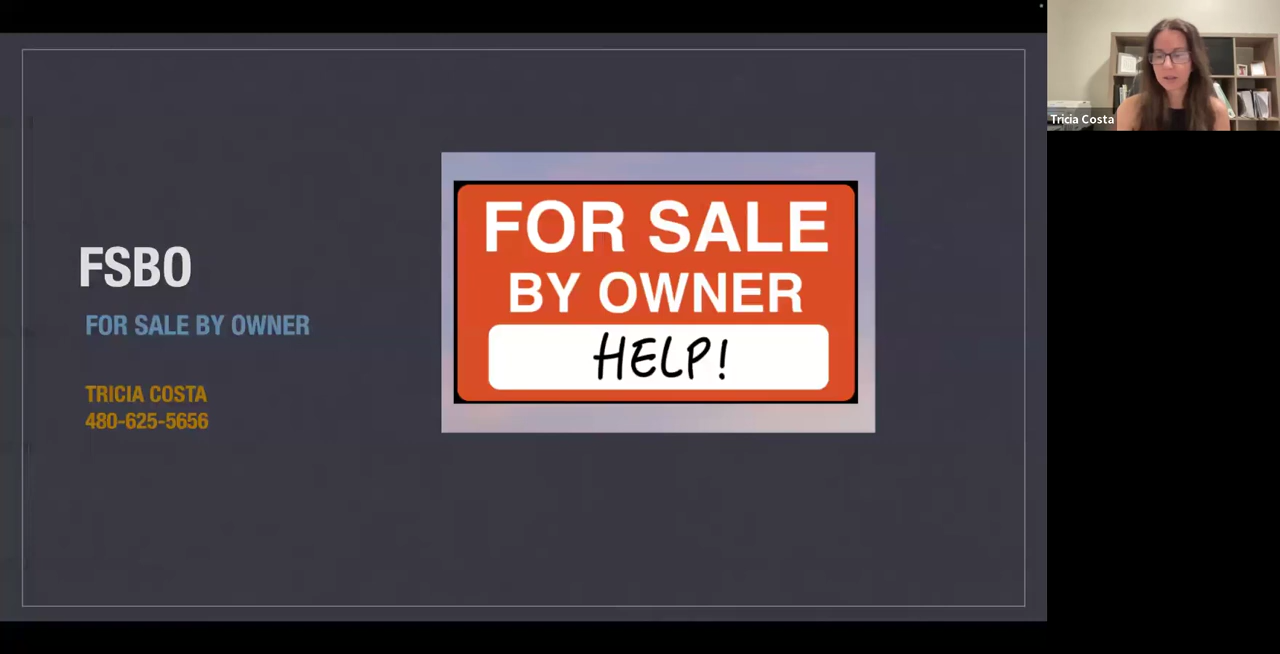 FSBO
FOR SALE BY OWNER
TRICIA COSTA
480-625-5656
FOR SALE
BY OWNER
HELP!
Tricia Costa